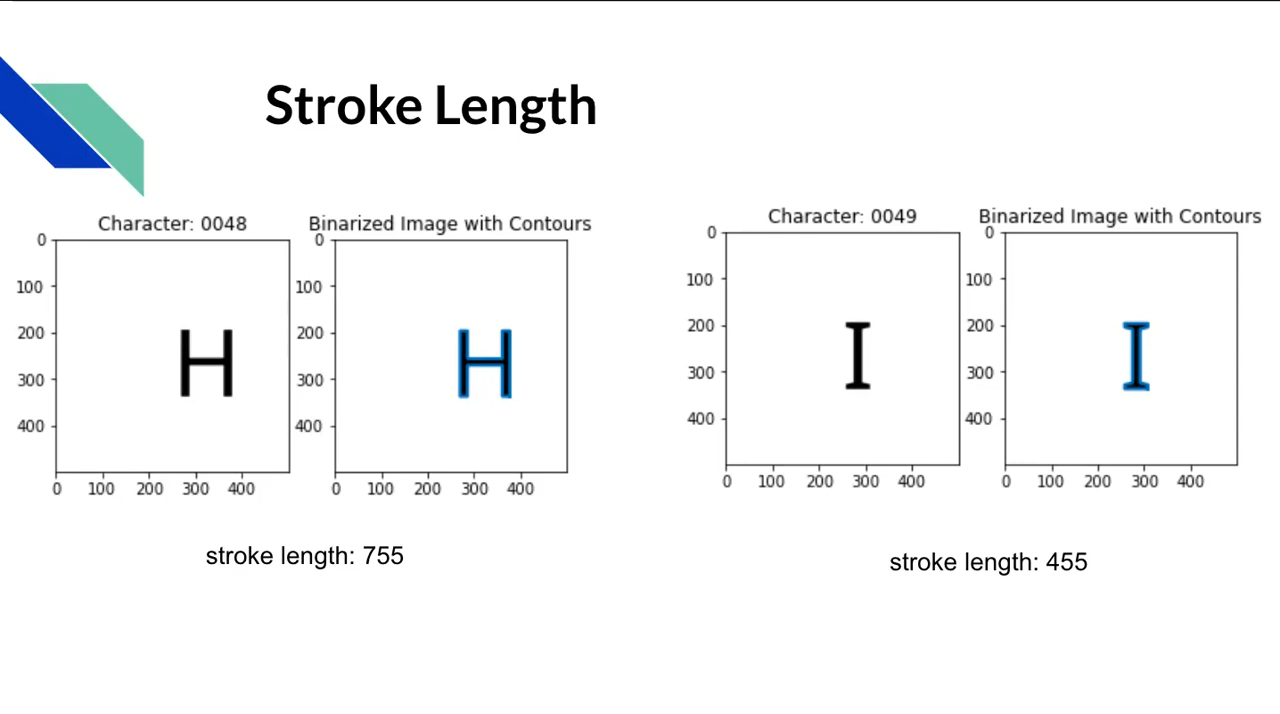 Stroke Length
Character: 0048
Binarized Image with Contours
0
100
200
300
400
0 100 200 300 400
H
0
100
200
300
400
0 100 200 300 400
H
stroke length: 755
Character: 0049
Binarized Image with Contours
0
100
200
300
400
0 100 200 300 400
I
0
100
200
300
400
0 100 200 300 400
I
stroke length: 455